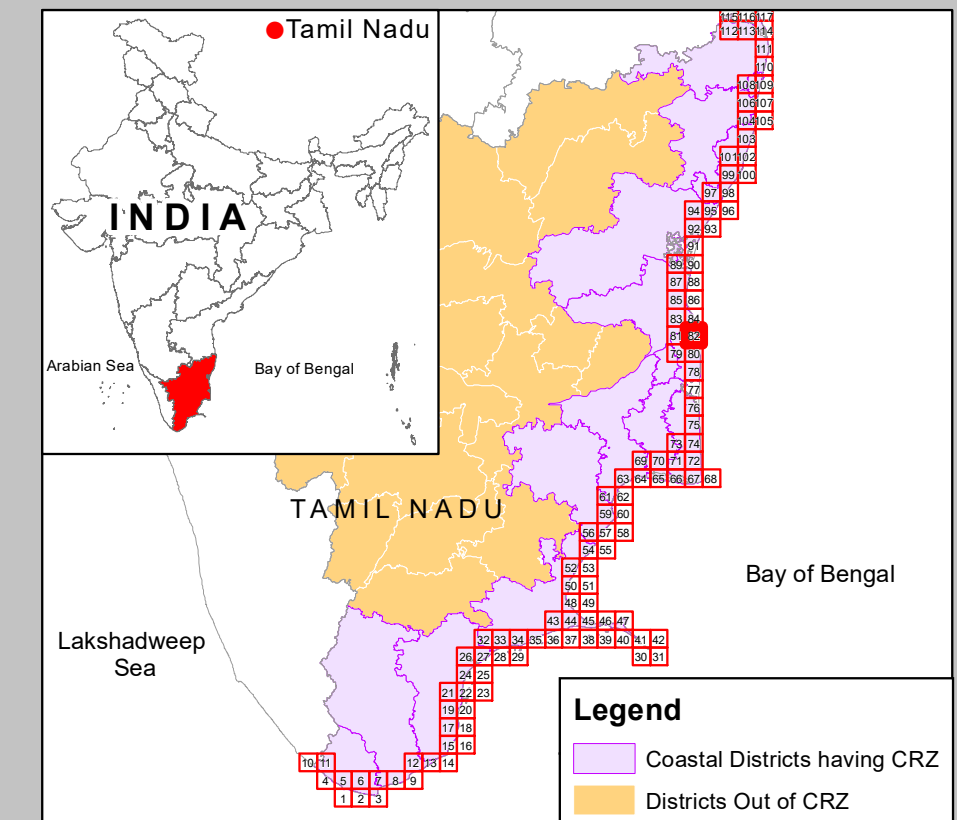 Tamil Nadu
INDIA
Arabian Sea
Bay of Bengal
115 116 117
112 113 114
111
110
108 109
106 107
104 105
103
101 102
99 100
97 98
94 95 96
92 93
91
89 90
87 88
85 86
83 84
81 82
79 80
78
77
76
75
73 74
69 70 71 72
63 64 65 66 67 68
61 62
59 60
56 57 58
54 55
52 53
50 51
48 49
43 44 45 46 47
32 33 34 35 36 37 38 39 40 41 42
26 27 28 29 30 31
24 25
21 22 23
19 20
17 18
15 16
10 11 12 13 14
4 5 6 7 8 9
1 2 3
TAMIL NADU
Bay of Bengal
Lakshadweep
Sea
Legend
Coastal Districts having CRZ
Districts Out of CRZ